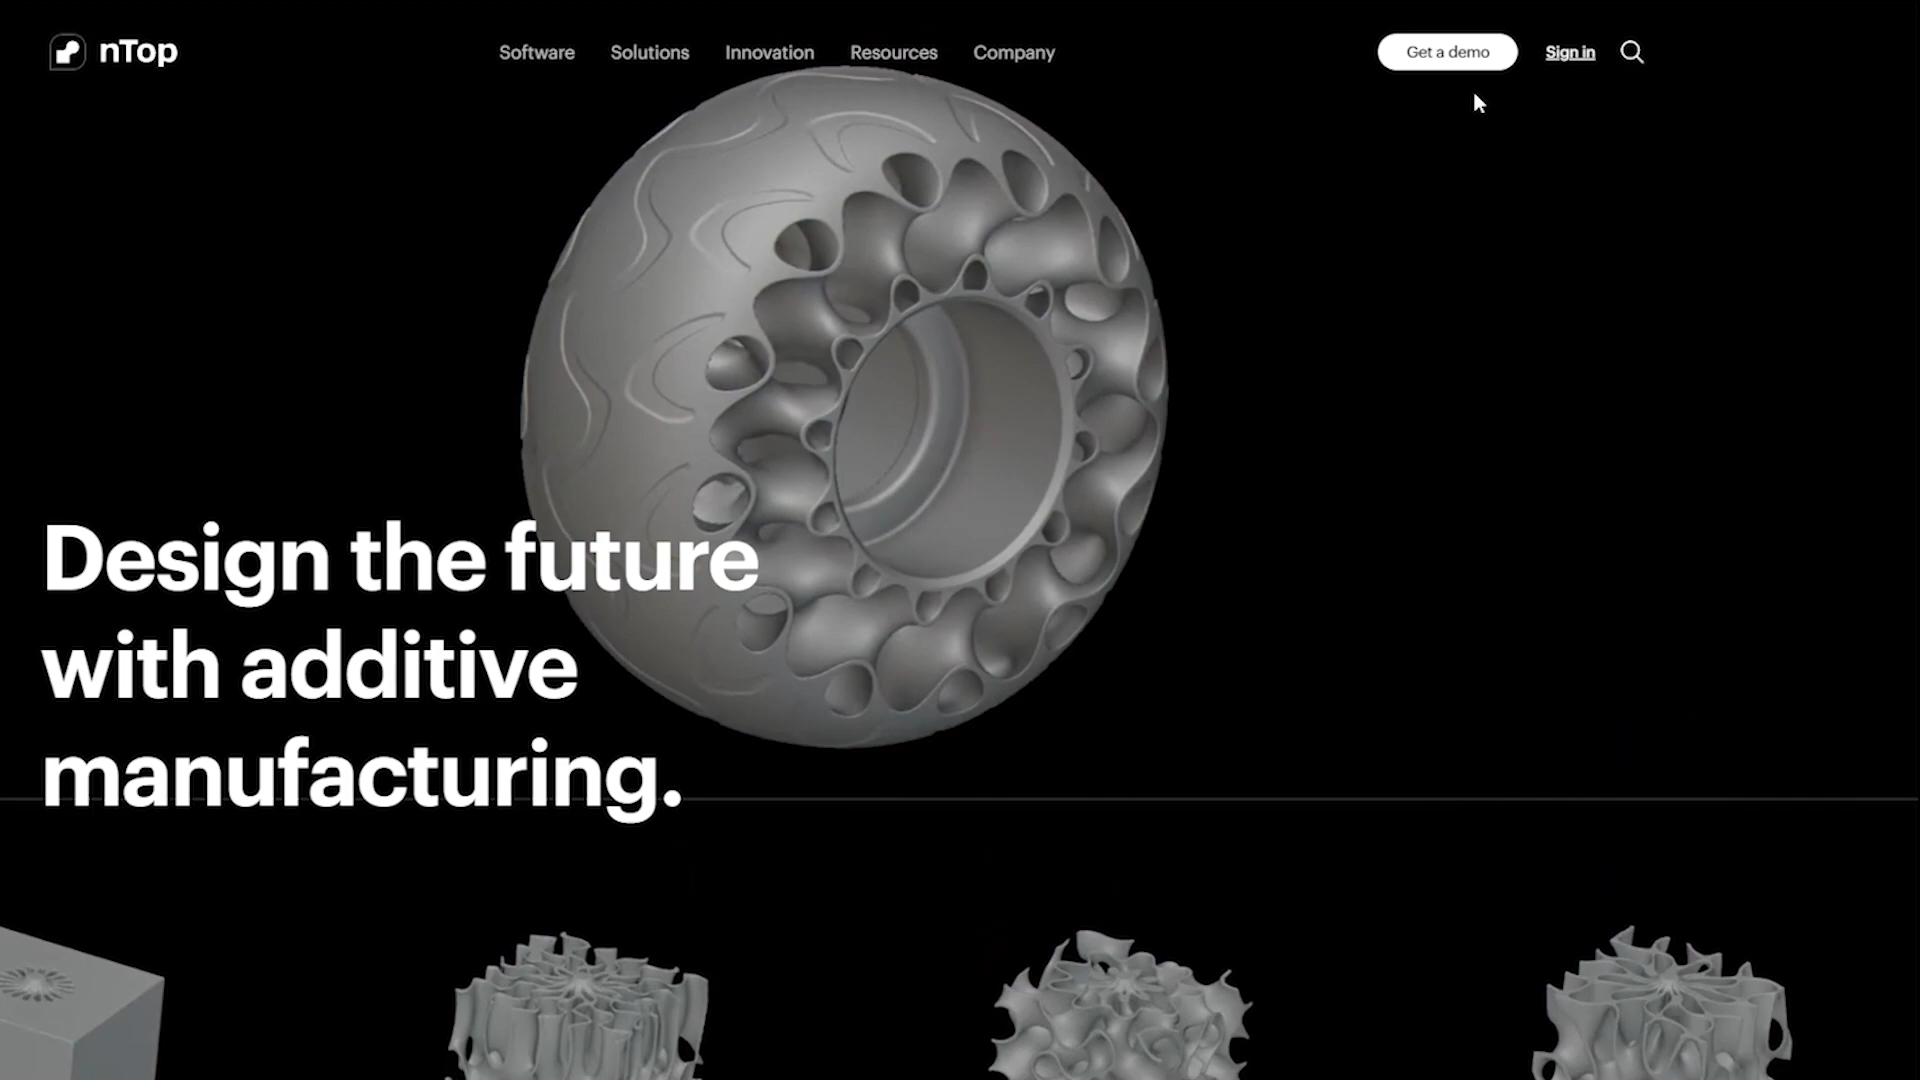 nTop
Software
Solutions
Innovation
Resources
Company
Get a demo
Sign in
Design the future
with additive
manufacturing.